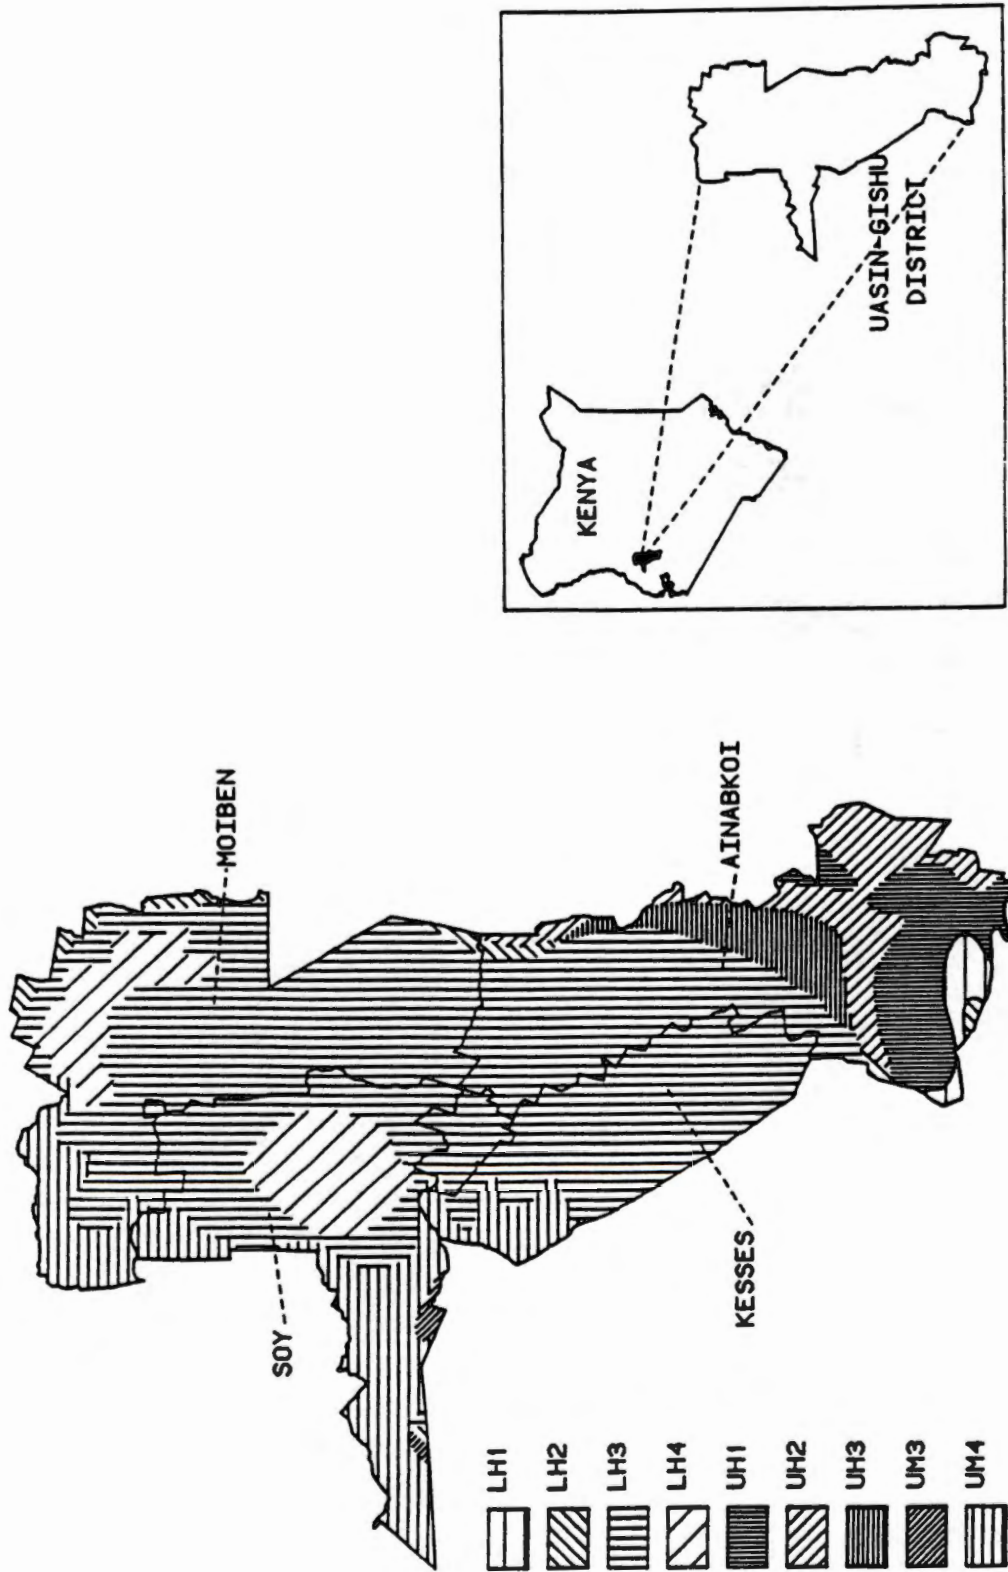 MOIBEN
SOY
AINABKOI
KESSES
LH1
LH2
LH3
LH4
UH1
UH2
UH3
UM3
UM4
KENYA
UASIN-GISHU
DISTRICT